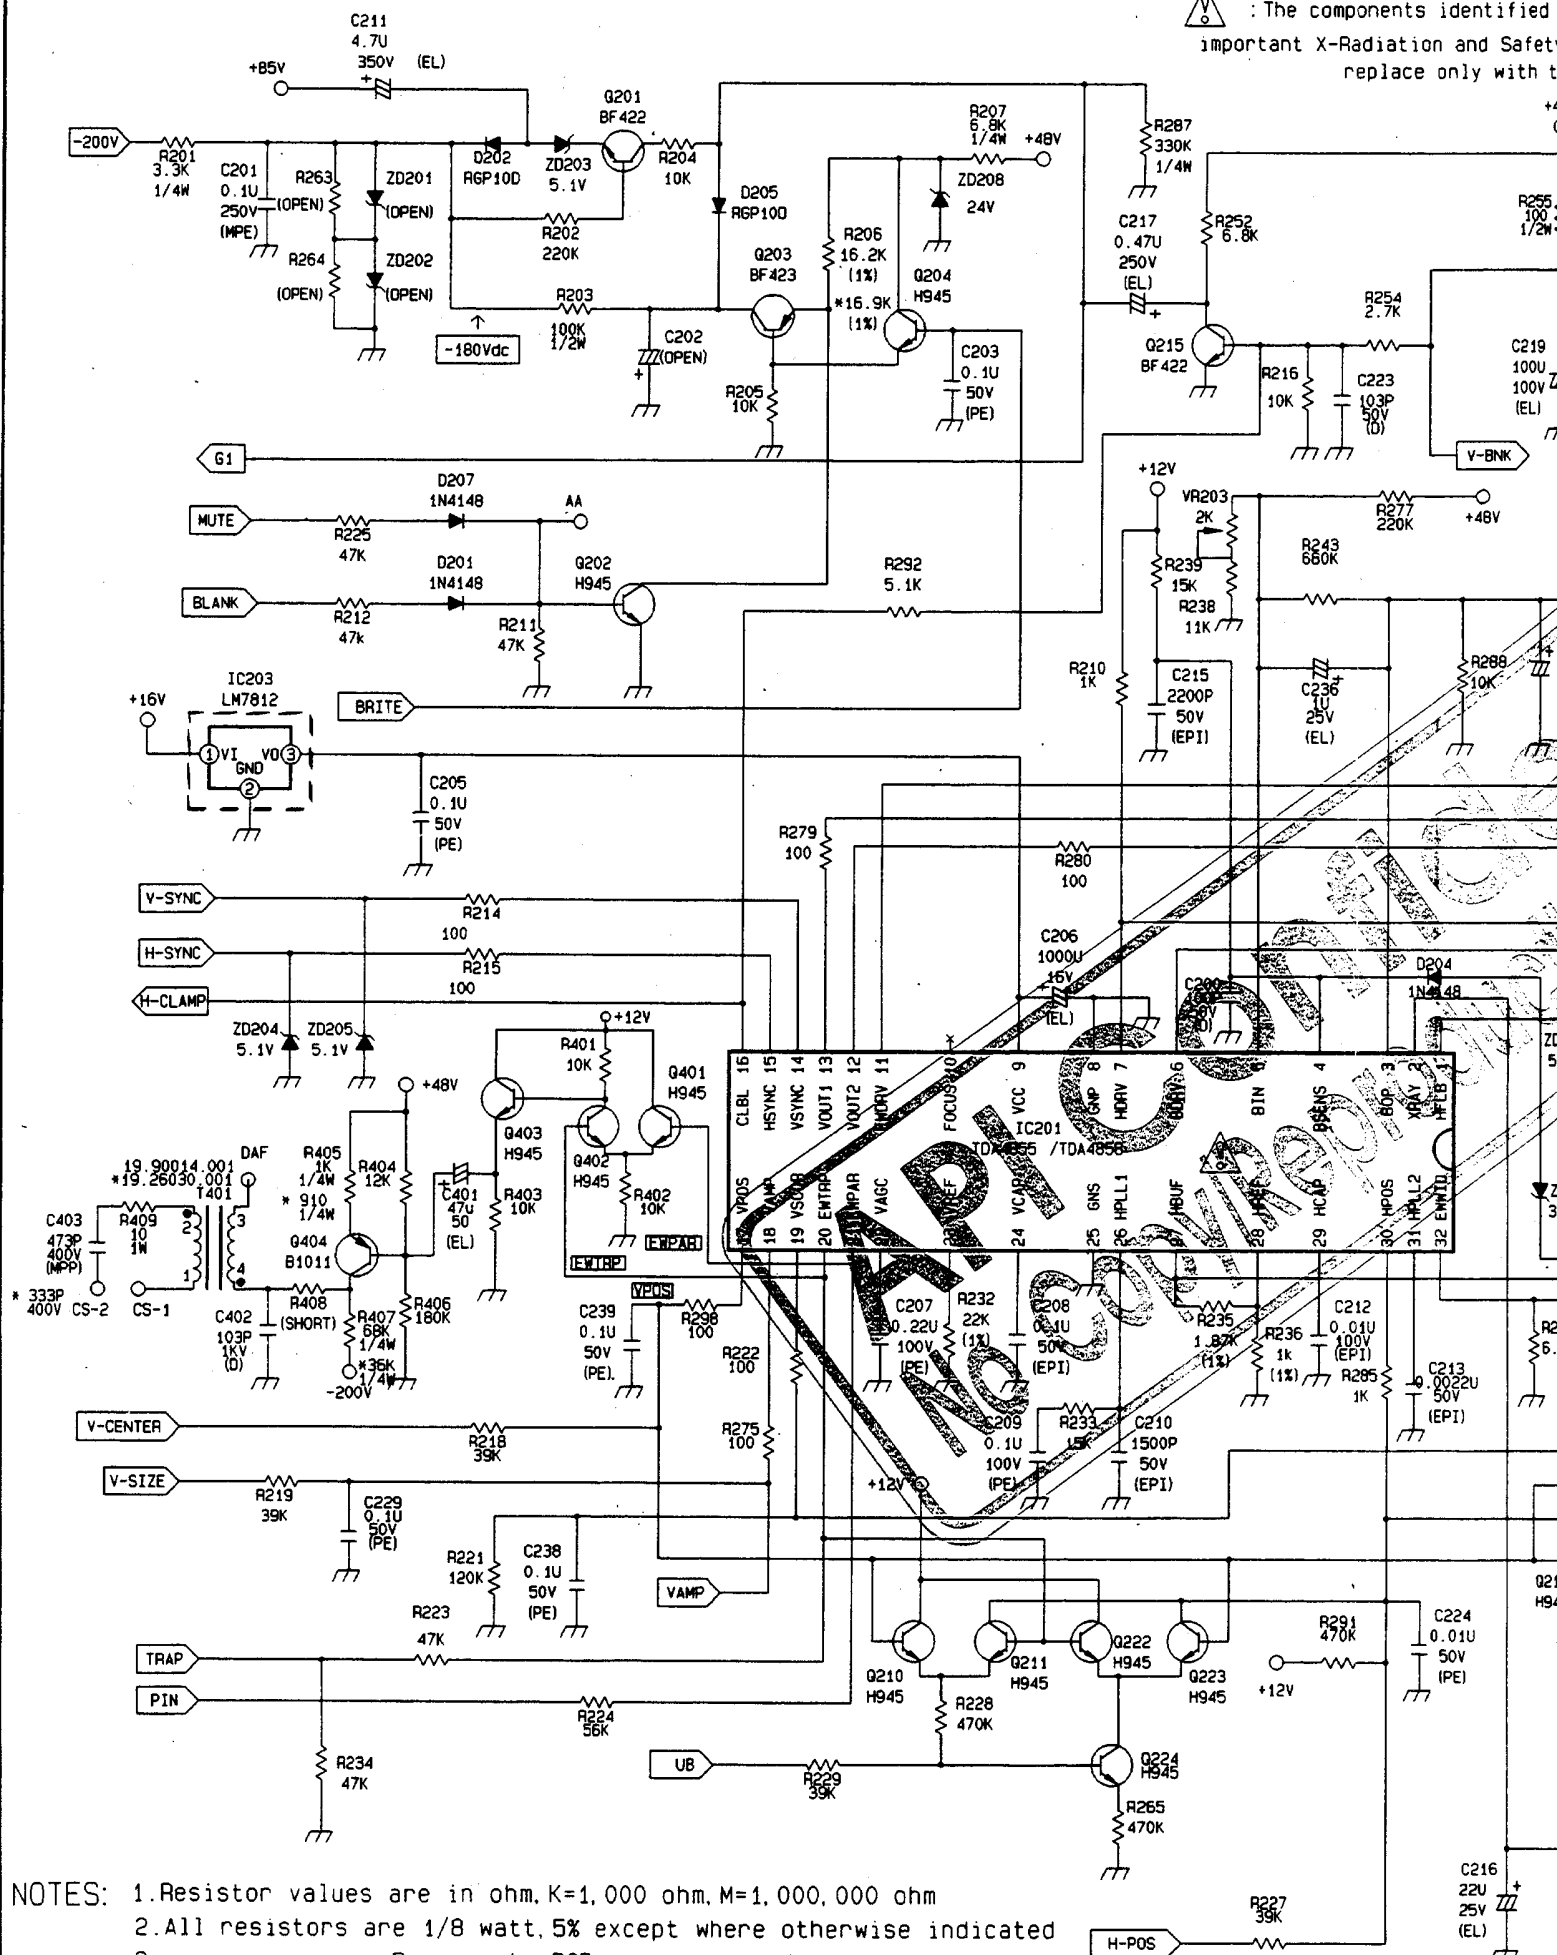 : The components identified
important X-Radiation and Safety
replace only with t
C211
4.7U
350V (EL)
+85V
-200V
R201
3.3K
1/4W
C201
0.1U
250V
(MPE)
R263
(OPEN)
ZD201
(OPEN)
R264
(OPEN)
ZD202
(OPEN)
D202
RGP10D
ZD203
5.1V
Q201
BF422
R204
10K
R202
220K
R203
100K
1/2W
-180Vdc
C202
(OPEN)
D205
RGP10D
Q203
BF423
R205
10K
R206
16.2K
(1%)
*16.9K
(1%)
R207
6.8K
1/4W
+48V
ZD208
24V
Q204
H945
C203
0.1U
50V
(PE)
R287
330K
1/4W
C217
0.47U
250V
(EL)
R252
6.8K
Q215
BF422
R254
2.7K
R216
10K
C223
103P
50V
(D)
R255
100
1/2W
C219
100U
100V
(EL)
V-BNK
G1
MUTE
R225
47K
D207
1N4148
AA
BLANK
R212
47k
D201
1N4148
Q202
H945
R211
47K
R292
5.1K
+12V
VR203
2K
R277
220K
+48V
R239
15K
R238
11K
R243
680K
R210
1K
C215
2200P
50V
(EPI)
C236
1U
25V
(EL)
R288
10K
BRITE
IC203
LM7812
+16V
1 VI VO 3
GND
2
C205
0.1U
50V
(PE)
R279
100
R280
100
V-SYNC
R214
100
H-SYNC
R215
100
H-CLAMP
ZD204
5.1V
ZD205
5.1V
C206
1000U
16V
(EL)
D204
1N4148
API Confide
+12V
R401
10K
Q401
H945
Q403
H945
Q402
H945
R402
10K
R403
10K
C401
47u
50
(EL)
+48V
R405
1K
1/4W
* 910
1/4W
R404
12K
19.90014.001
*19.26030.001
T401
DAF
2
3
1
4
R409
10
1W
C403
473P
400V
(MPP)
* 333P
400V
CS-2
CS-1
Q404
B1011
R408
(SHORT)
C402
103P
1KV
(D)
R407
68K
1/4W
*36K
1/4W
-200V
R406
180K
EWTRP
EWPAR
VPOS
CLBL 16
HSYNC 15
VSYNC 14
VOUT1 13
VOUT2 12
FOCUS 10
VCC 9
GNP 8
HDRV 7
BIN
4
BOP 3
XRAY 2
IC201
TDA4855 /TDA4856
VPOS
18
19
20 EWTRP
VAGC
24 VCAP
25 GNS
26 HPLL1
HBUF
28 HREF
29 HCAP
30 HPOS
31 HPLL2
32 EWWID
C239
0.1U
50V
(PE).
R298
100
R222
100
C207
0.22U
100V
(PE)
R232
22K
(1%)
C208
0.1U
50V
(EPI)
R235
1.87K
(1%)
R236
1k
(1%)
C212
0.01U
100V
(EPI)
R285
1K
C213
0.0022U
50V
(EPI)
C209
0.1U
100V
(PE)
R233
15K
C210
1500P
50V
(EPI)
V-CENTER
R218
39K
R275
100
V-SIZE
R219
39K
C229
0.1U
50V
(PE)
+12V
R221
120K
C238
0.1U
50V
(PE)
VAMP
TRAP
R223
47K
PIN
R224
56K
R234
47K
UB
R229
39K
Q210
H945
Q211
H945
Q222
H945
Q223
H945
R228
470K
Q224
H945
R265
470K
+12V
R291
470K
C224
0.01U
50V
(PE)
C216
22U
25V
(EL)
R227
39K
H-POS
NOTES: 1.Resistor values are in ohm, K=1,000 ohm, M=1,000,000 ohm
2.All resistors are 1/8 watt, 5% except where otherwise indicated